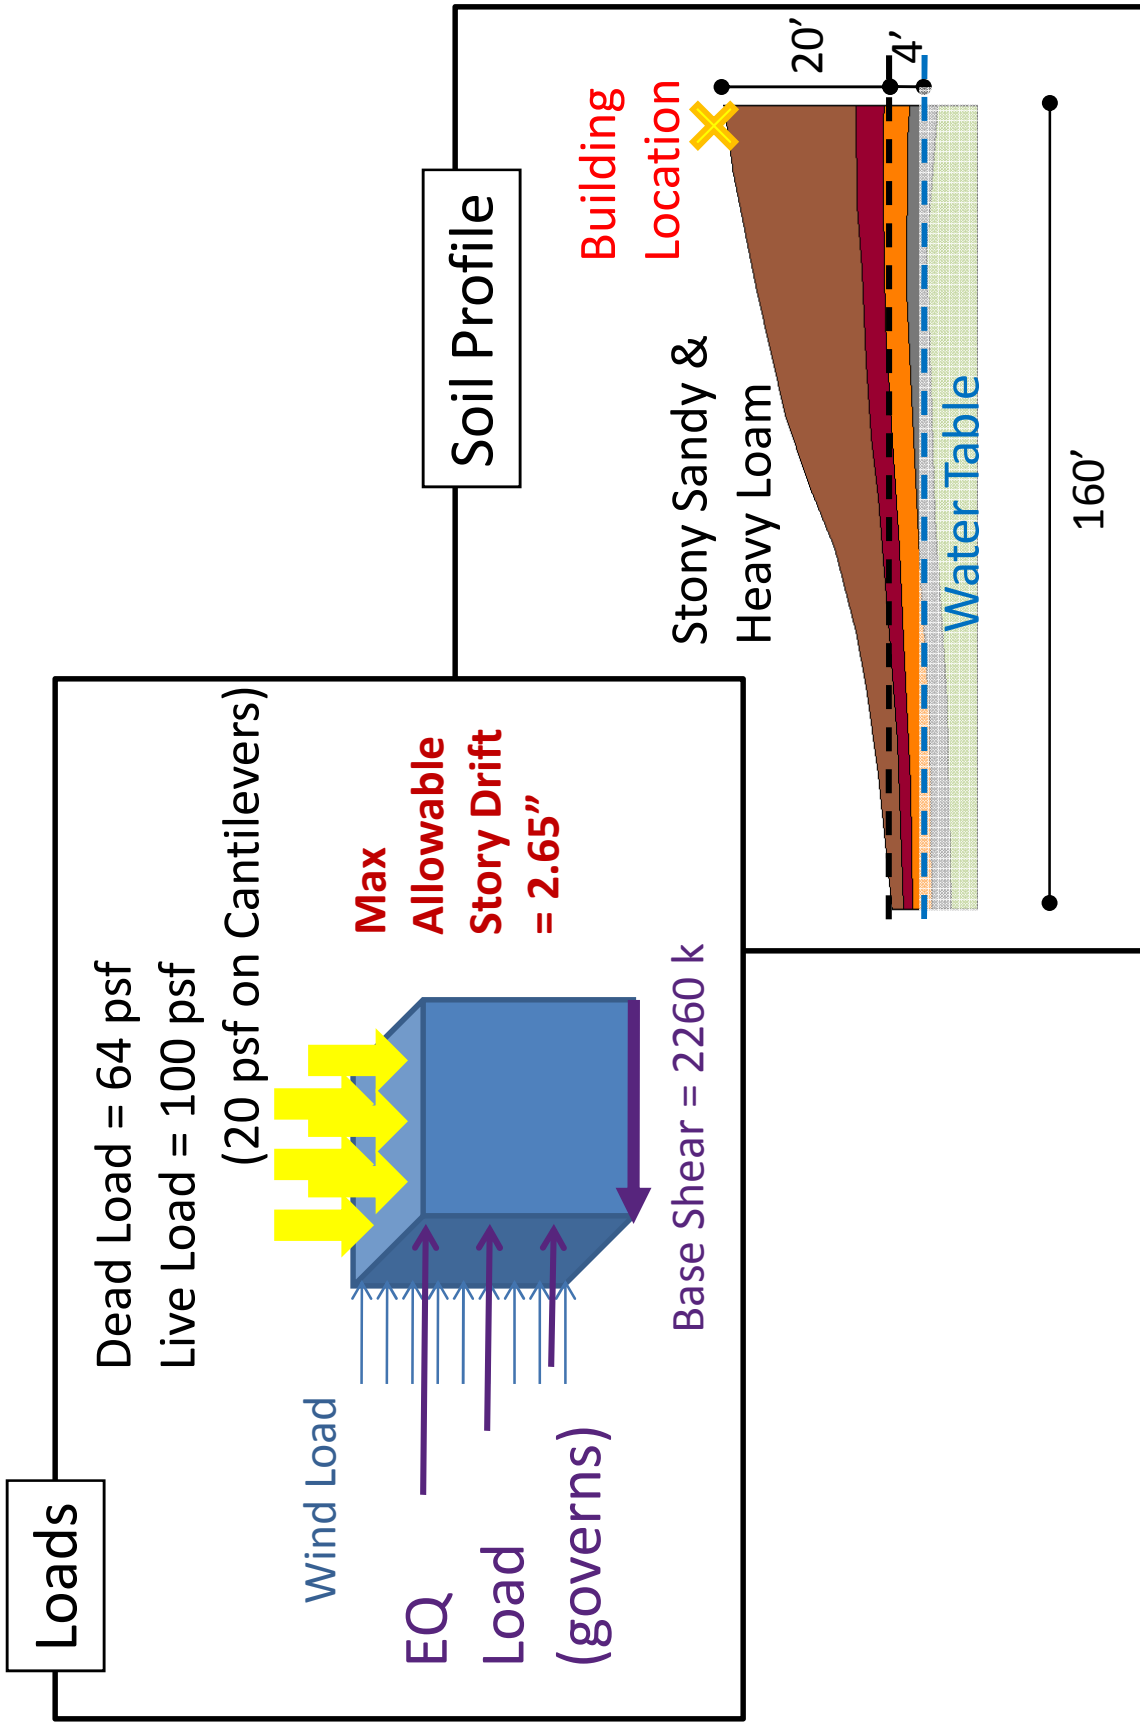 Loads
Dead Load = 64 psf
Live Load = 100 psf
(20 psf on Cantilevers)
Wind Load
EQ
Load
(governs)
Max
Allowable
Story Drift
= 2.65”
Base Shear = 2260 k
Soil Profile
Building
Location
Stony Sandy &
Heavy Loam
20’
4’
Water Table
160’